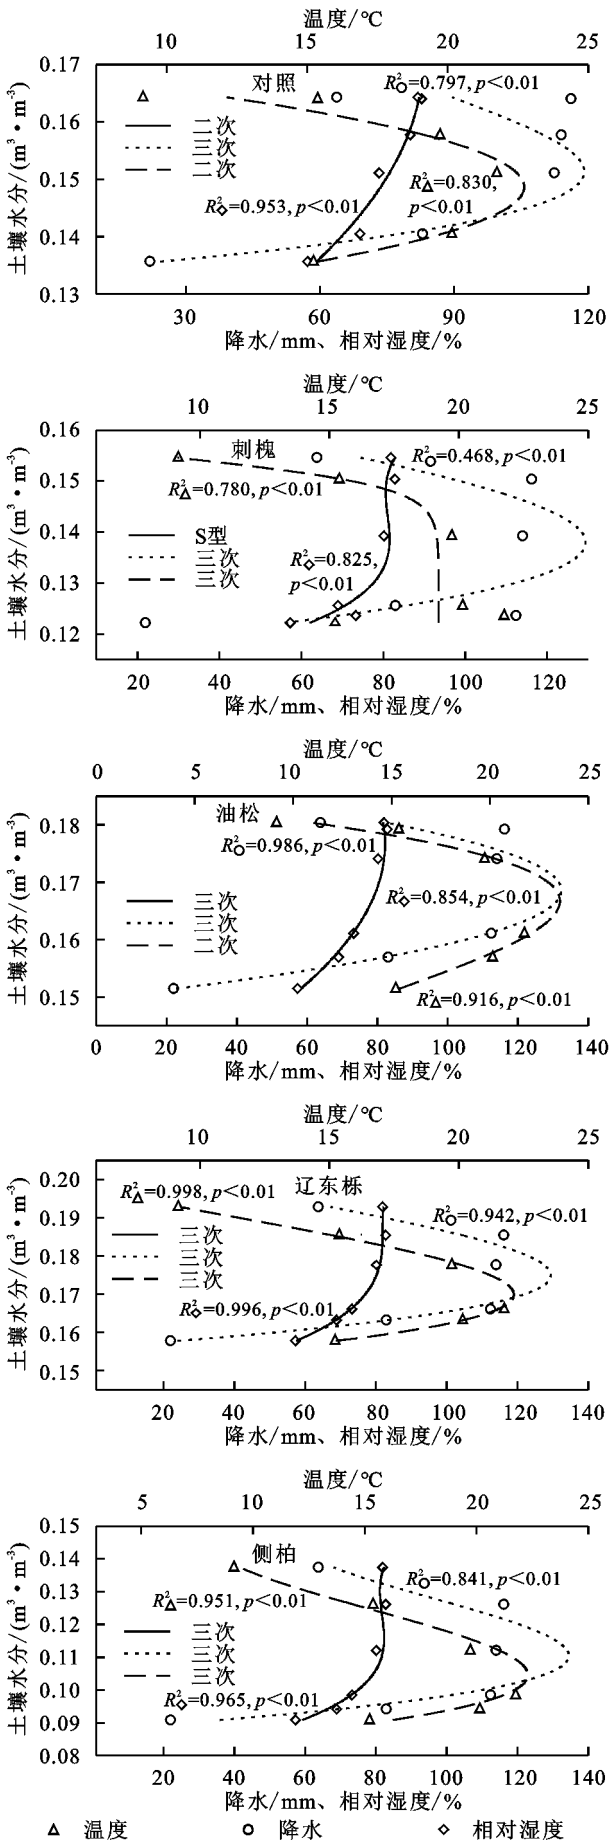 温度/℃
10 15 20 25
0.17
对照
R²○=0.797, p<0.01
0.16
二次
三次
二次
0.15
R²△=0.830,
p<0.01
R²◇=0.953, p<0.01
土壤水分/(m³·m⁻³)
0.14
0.13
30 60 90 120
降水/mm、相对湿度/%
温度/℃
10 15 20 25
0.16
刺槐
R²○=0.468, p<0.01
0.15
R²△=0.780, p<0.01
0.14
S型
三次
三次
R²◇=0.825,
p<0.01
土壤水分/(m³·m⁻³)
0.13
0.12
20 40 60 80 100 120
降水/mm、相对湿度/%
温度/℃
0 5 10 15 20 25
油松
0.18
R²○=0.986, p<0.01
0.17
三次
三次
二次
R²◇=0.854, p<0.01
土壤水分/(m³·m⁻³)
0.16
0.15
R²△=0.916, p<0.01
0 20 40 60 80 100 120 140
降水/mm、相对湿度/%
温度/℃
10 15 20 25
0.20
R²△=0.998, p<0.01
辽东栎
0.19
R²○=0.942, p<0.01
三次
三次
三次
0.18
0.17
R²◇=0.996, p<0.01
土壤水分/(m³·m⁻³)
0.16
0.15
20 40 60 80 100 120 140
降水/mm、相对湿度/%
温度/℃
5 10 15 20 25
0.15
侧柏
0.14
R²○=0.841, p<0.01
0.13
R²△=0.951, p<0.01
0.12
三次
三次
三次
0.11
0.10
R²◇=0.965, p<0.01
土壤水分/(m³·m⁻³)
0.09
0.08
20 40 60 80 100 120 140
降水/mm、相对湿度/%
△ 温度 ○ 降水 ◇ 相对湿度